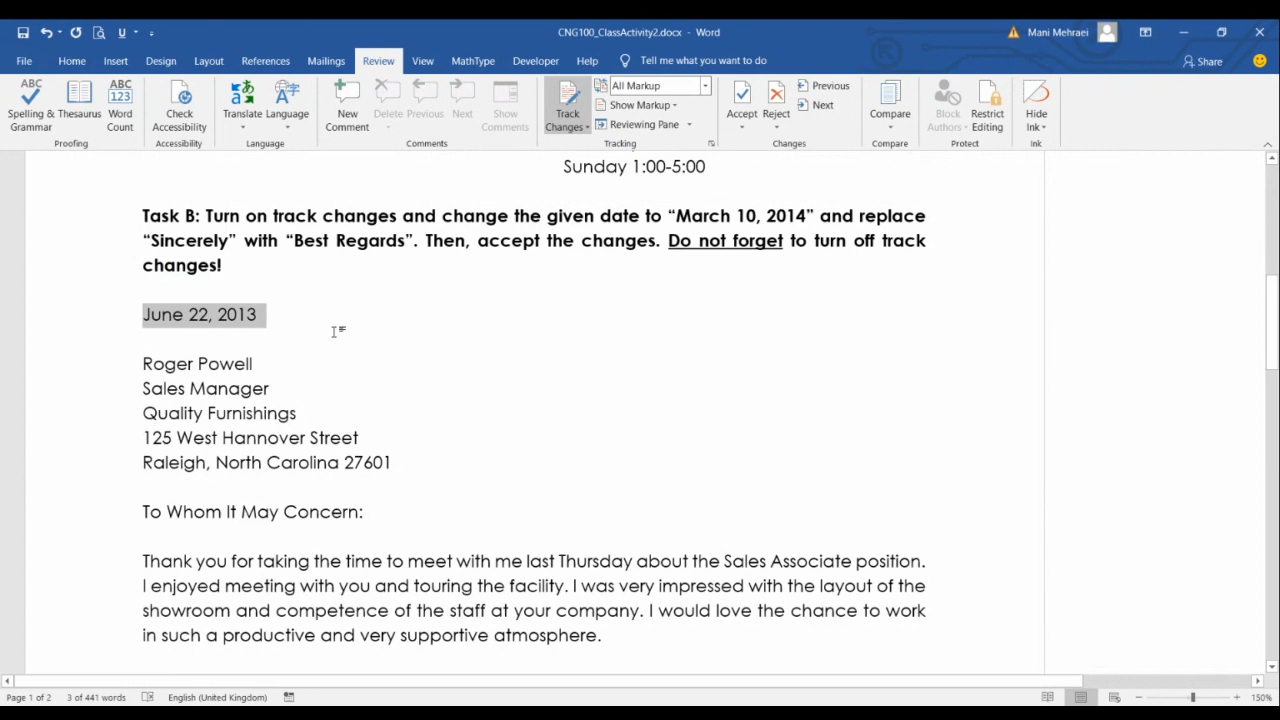 CNG100_ClassActivity2.docx - Word
Mani Mehraei
File Home Insert Design Layout References Mailings Review View MathType Developer Help Tell me what you want to do Share
ABC ABC 123
All Markup
Show Markup
Reviewing Pane
Previous
Next
Spelling & Grammar
Thesaurus
Word Count
Check Accessibility
Translate
Language
New Comment
Delete
Previous
Next
Show Comments
Track Changes
Accept
Reject
Compare
Block Authors
Restrict Editing
Hide Ink
Proofing Accessibility Language Comments Tracking Changes Compare Protect Ink
Sunday 1:00-5:00
Task B: Turn on track changes and change the given date to “March 10, 2014” and replace
“Sincerely” with “Best Regards”. Then, accept the changes. Do not forget to turn off track
changes!
June 22, 2013
Roger Powell
Sales Manager
Quality Furnishings
125 West Hannover Street
Raleigh, North Carolina 27601
To Whom It May Concern:
Thank you for taking the time to meet with me last Thursday about the Sales Associate position.
I enjoyed meeting with you and touring the facility. I was very impressed with the layout of the
showroom and competence of the staff at your company. I would love the chance to work
in such a productive and very supportive atmosphere.
Page 1 of 2 3 of 441 words English (United Kingdom) 150%